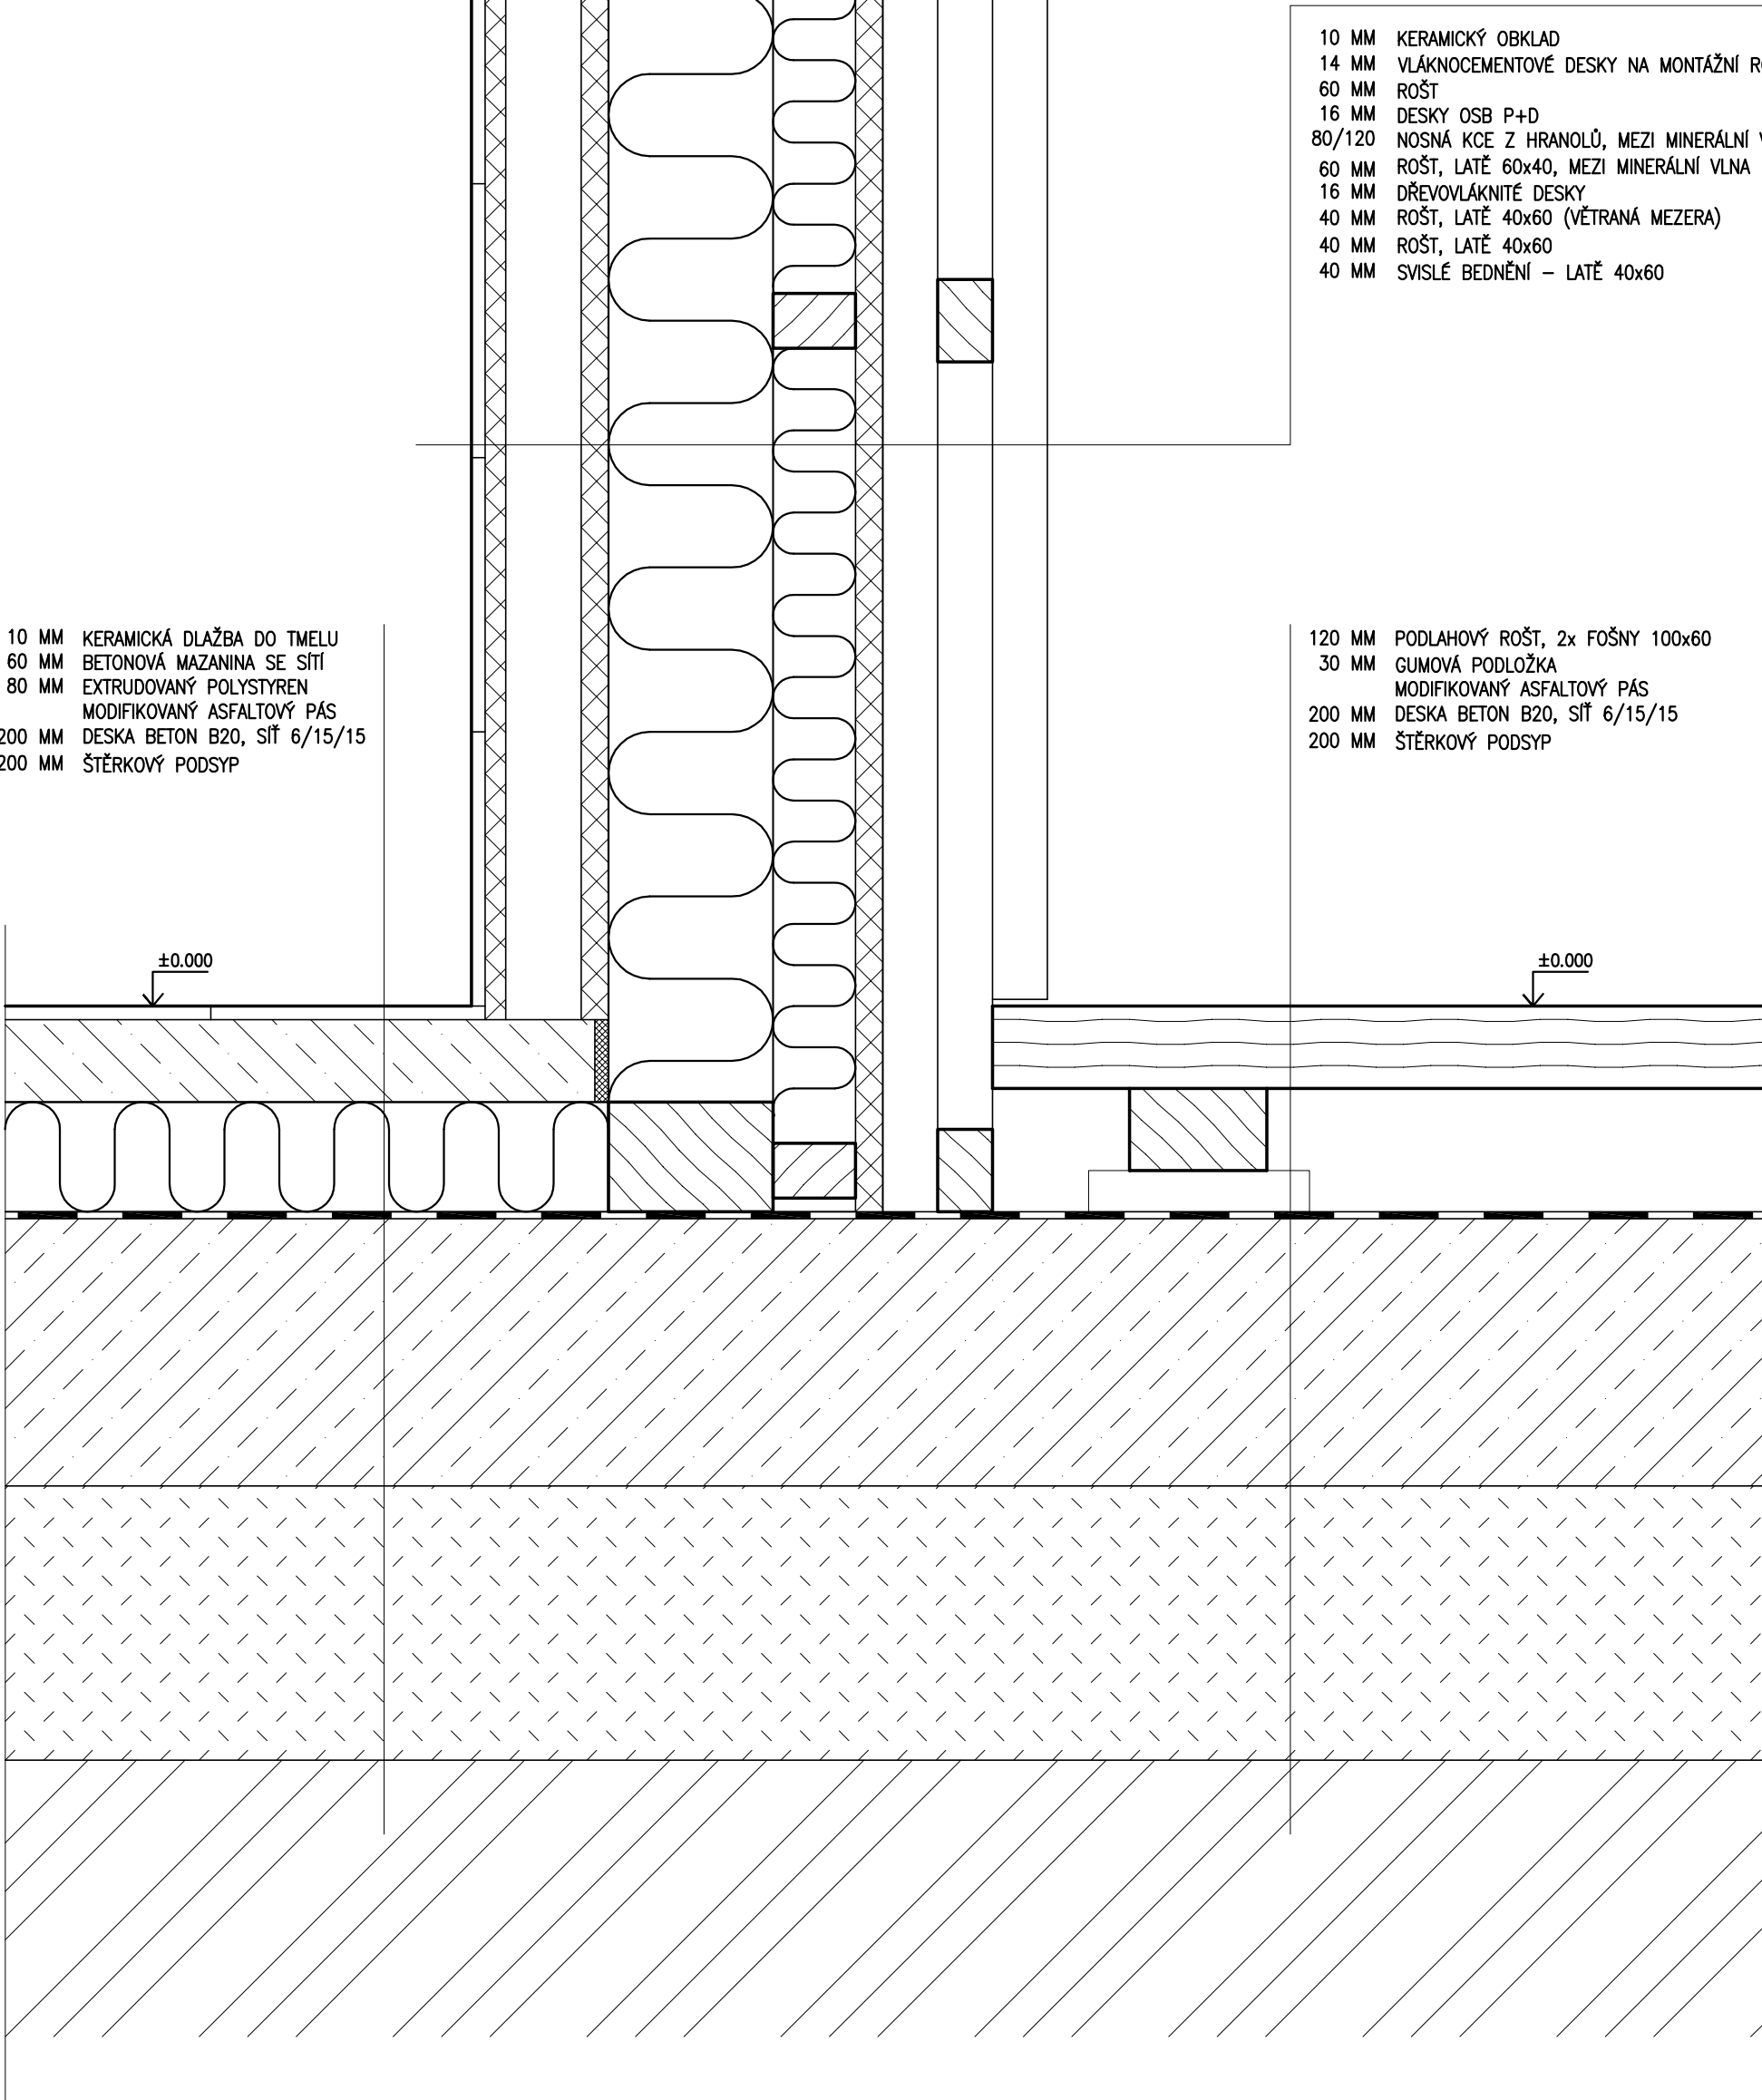 10 MM KERAMICKÝ OBKLAD
14 MM VLÁKNOCEMENTOVÉ DESKY NA MONTÁŽNÍ
60 MM ROŠT
16 MM DESKY OSB P+D
80/120 NOSNÁ KCE Z HRANOLŮ, MEZI MINERÁLNÍ
60 MM ROŠT, LATĚ 60x40, MEZI MINERÁLNÍ VLNA
16 MM DŘEVOVLÁKNITÉ DESKY
40 MM ROŠT, LATĚ 40x60 (VĚTRANÁ MEZERA)
40 MM ROŠT, LATĚ 40x60
40 MM SVISLÉ BEDNĚNÍ – LATĚ 40x60
10 MM KERAMICKÁ DLAŽBA DO TMELU
60 MM BETONOVÁ MAZANINA SE SÍTÍ
80 MM EXTRUDOVANÝ POLYSTYREN
MODIFIKOVANÝ ASFALTOVÝ PÁS
200 MM DESKA BETON B20, SÍŤ 6/15/15
200 MM ŠTĚRKOVÝ PODSYP
120 MM PODLAHOVÝ ROŠT, 2x FOŠNY 100x60
30 MM GUMOVÁ PODLOŽKA
MODIFIKOVANÝ ASFALTOVÝ PÁS
200 MM DESKA BETON B20, SÍŤ 6/15/15
200 MM ŠTĚRKOVÝ PODSYP
±0.000
±0.000